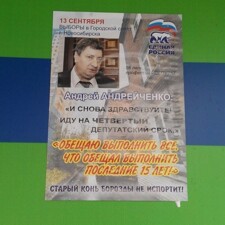 13 СЕНТЯБРЯ
ВЫБОРЫ в Городской совет
г. Новосибирска
ЕДИНАЯ
РОССИЯ
Андрей АНДРЕЙЧЕНКО:
«И СНОВА ЗДРАВСТВУЙТЕ!
ИДУ НА ЧЕТВЕРТЫЙ
ДЕПУТАТСКИЙ СРОК.»
«ОБЕЩАЮ ВЫПОЛНИТЬ ВСЕ,
ЧТО ОБЕЩАЛ ВЫПОЛНИТЬ
ПОСЛЕДНИЕ 15 ЛЕТ!»
СТАРЫЙ КОНЬ БОРОЗДЫ НЕ ИСПОРТИТ!